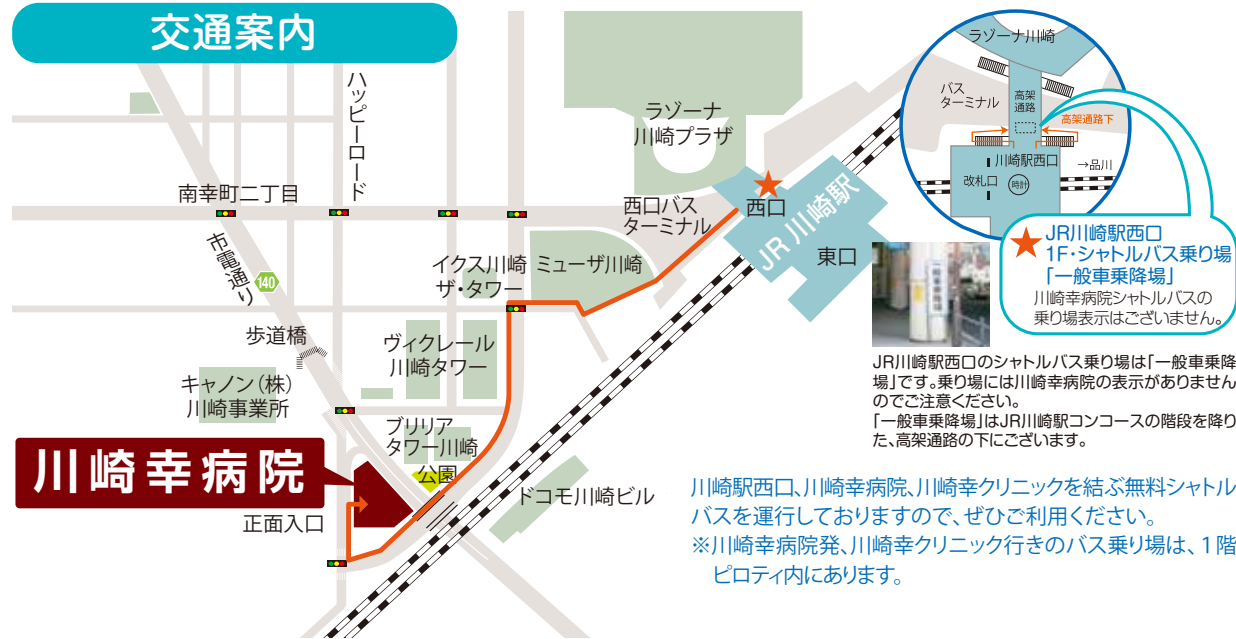 交通案内
ハッピーロード
南幸町二丁目
市電通り
140
歩道橋
キャノン(株)
川崎事業所
川崎幸病院
正面入口
ラゾーナ
川崎プラザ
西口バス
ターミナル
西口
JR 川崎駅
東口
イクス川崎
ザ・タワー
ミューザ川崎
ヴィクレール
川崎タワー
ブリリア
タワー川崎
公園
ドコモ川崎ビル
ラゾーナ川崎
バス
ターミナル
高架
通路
高架通路下
川崎駅西口
→品川
改札口
時計
JR川崎駅西口
1F・シャトルバス乗り場
「一般車乗降場」
川崎幸病院シャトルバスの
乗り場表示はございません。
一般車乗降場
JR川崎駅西口のシャトルバス乗り場は「一般車乗降
場」です。乗り場には川崎幸病院の表示がありません
のでご注意ください。
「一般車乗降場」はJR川崎駅コンコースの階段を降り
た、高架通路の下にございます。
川崎駅西口、川崎幸病院、川崎幸クリニックを結ぶ無料シャトル
バスを運行しておりますので、ぜひご利用ください。
※川崎幸病院発、川崎幸クリニック行きのバス乗り場は、1階
ピロティ内にあります。